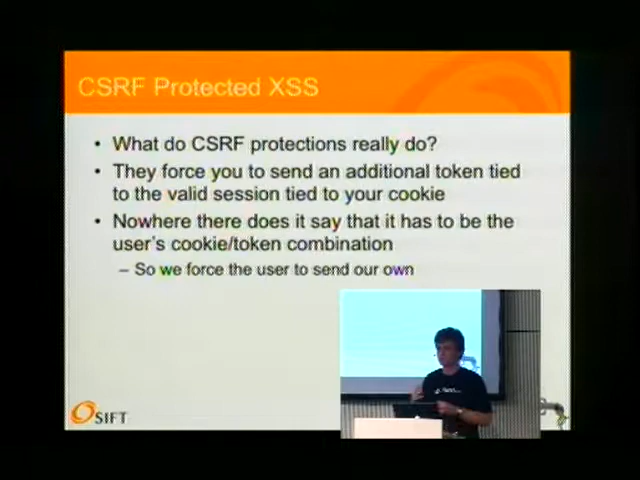 CSRF Protected XSS
• What do CSRF protections really do?
• They force you to send an additional token tied
to the valid session tied to your cookie
• Nowhere there does it say that it has to be the
user's cookie/token combination
– So we force the user to send our own
SIFT